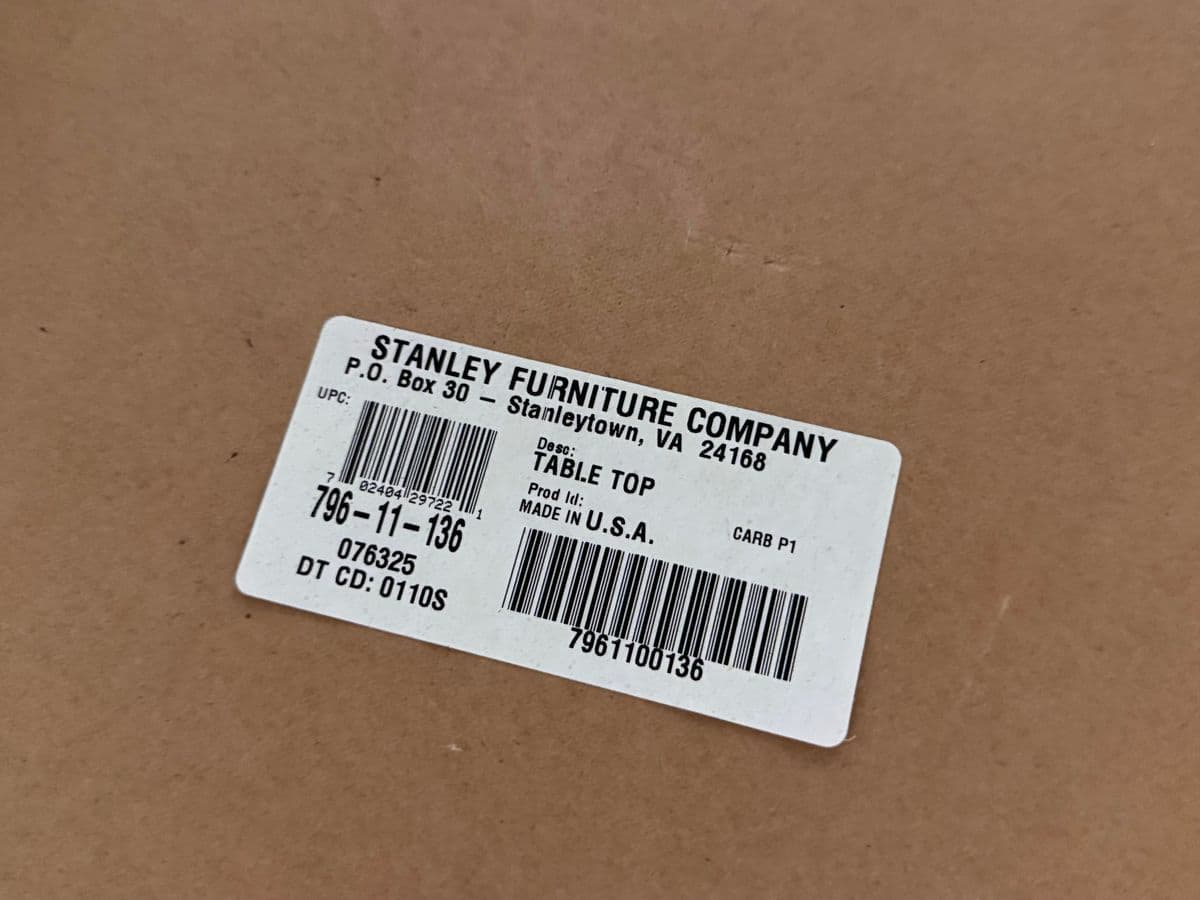 STANLEY FURNITURE COMPANY
P.O. Box 30 – Stanleytown, VA 24168
UPC:
7 02404 29722 1
796-11-136
076325
DT CD: 0110S
Desc:
TABLE TOP
Prod Id:
MADE IN U.S.A.
CARB P1
7961100136